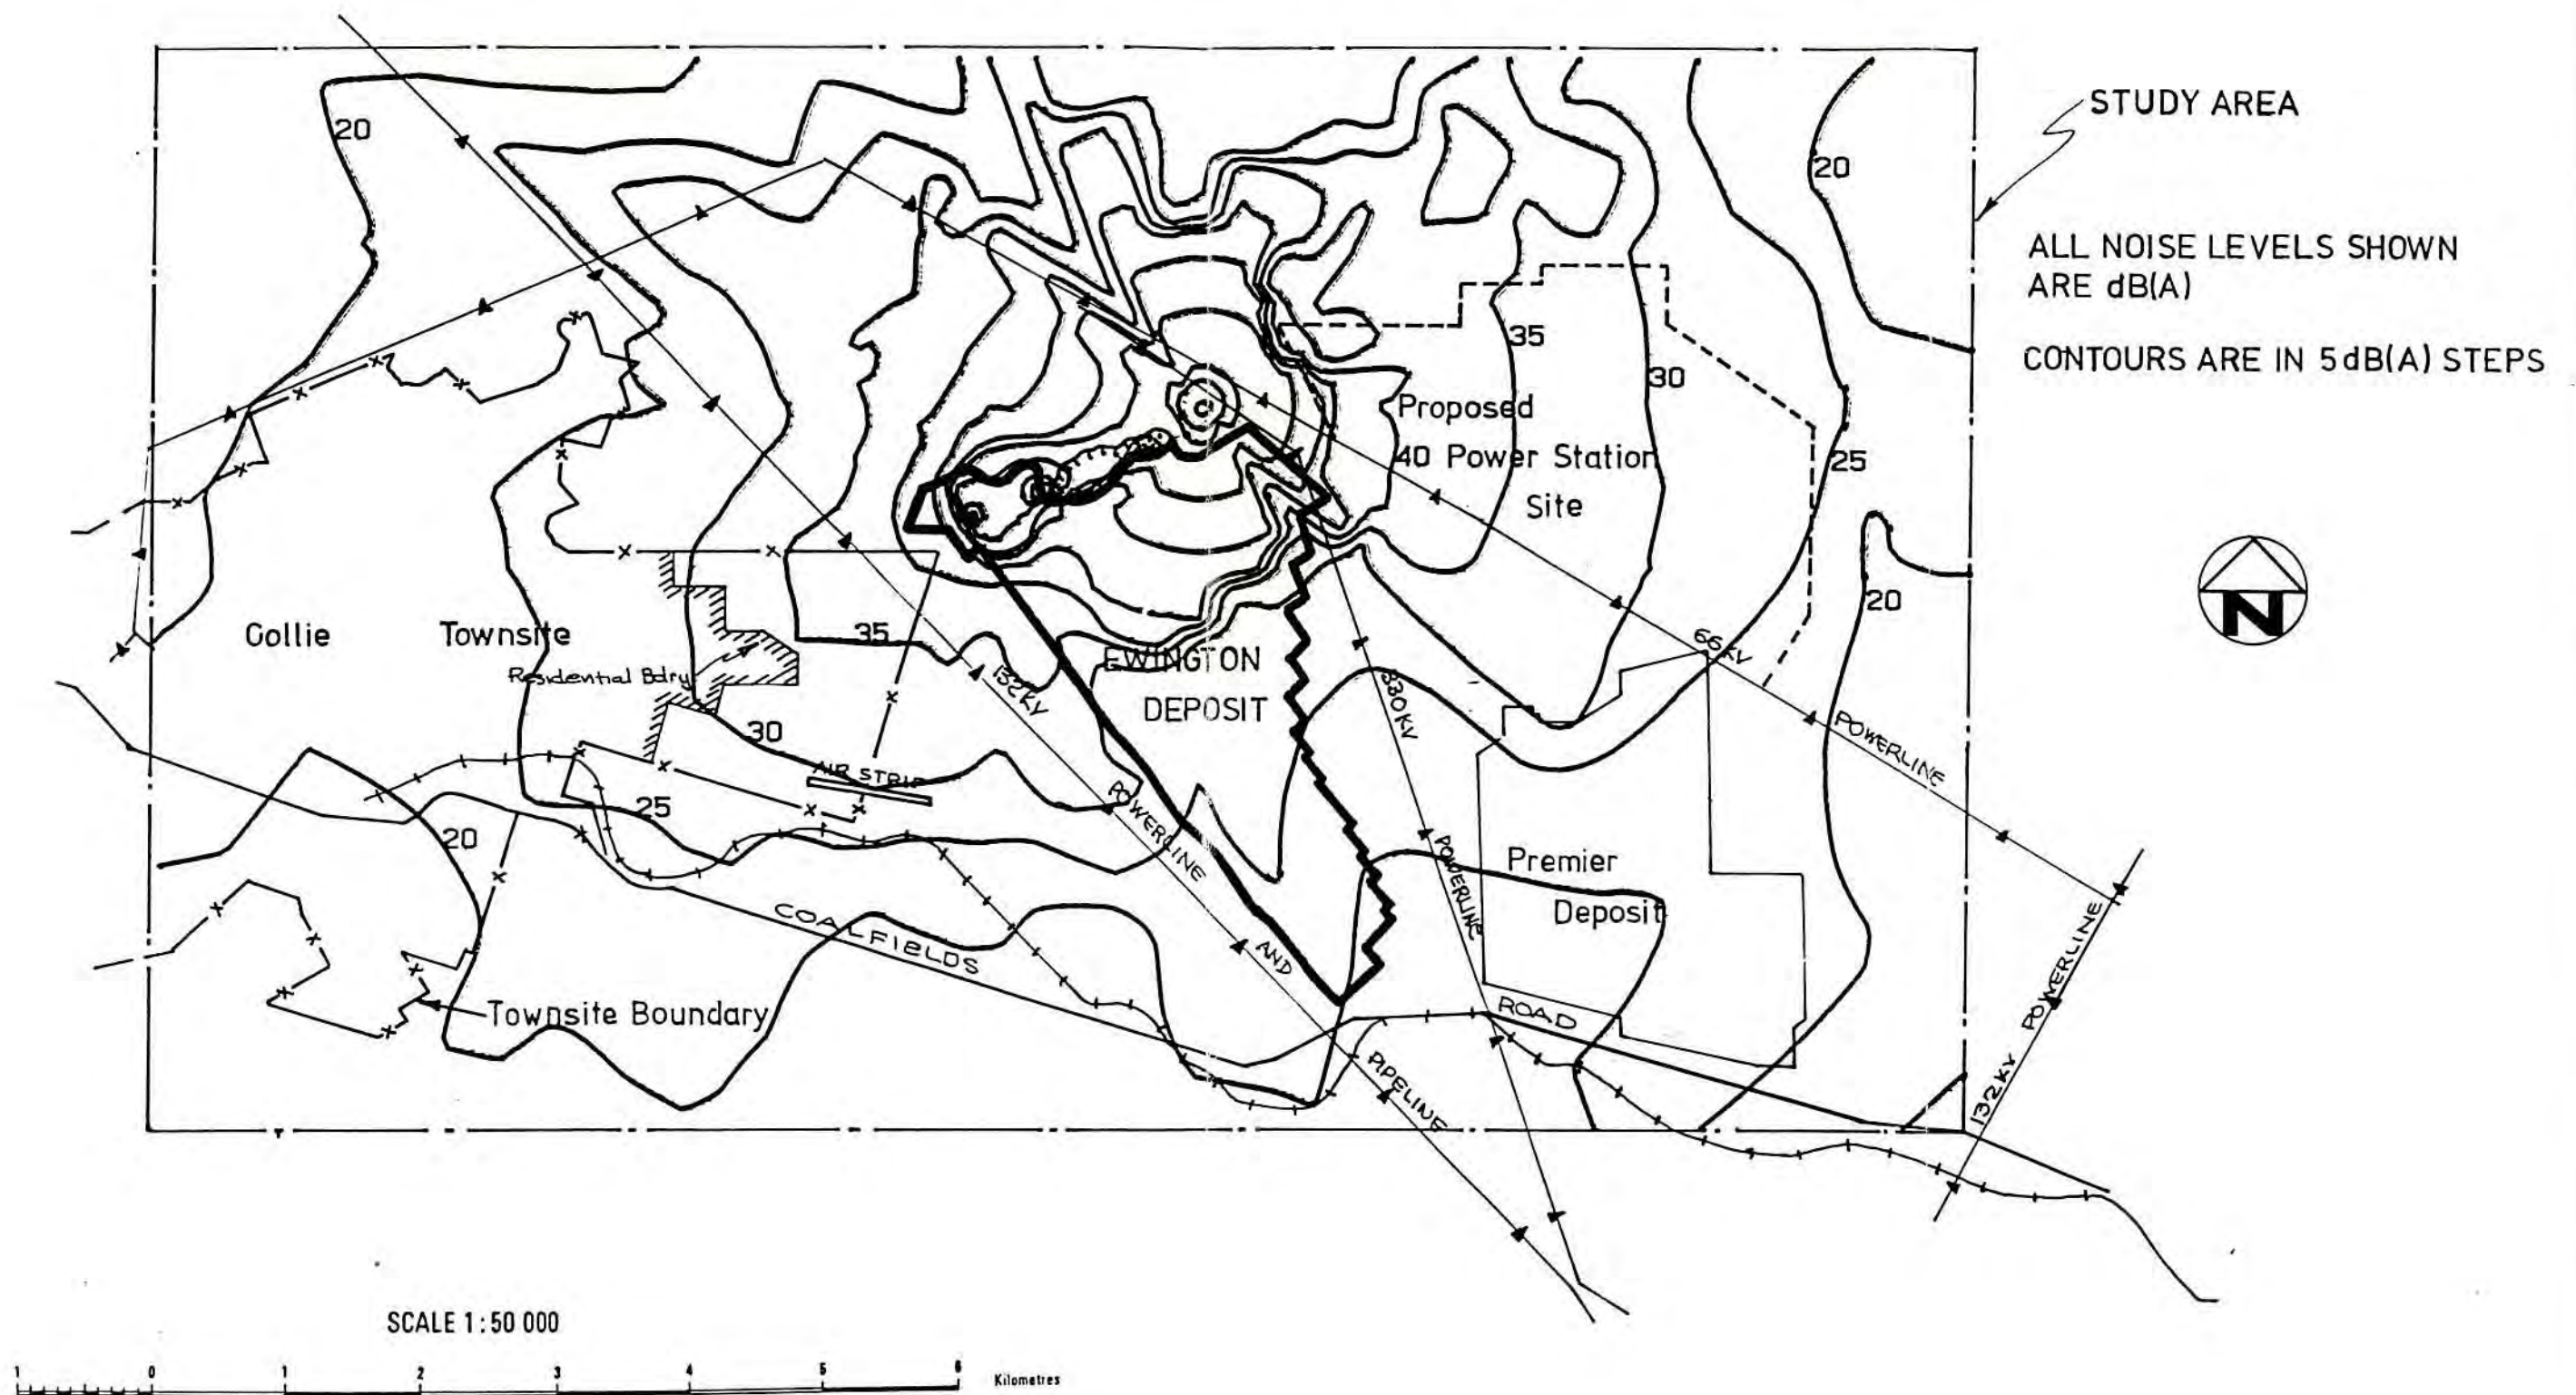 STUDY AREA
20
20
ALL NOISE LEVELS SHOWN
ARE dB(A)
35
CONTOURS ARE IN 5dB(A) STEPS
30
Proposed
40 Power Station
25
Site
20
Collie Townsite
35
66KV
EWINGTON
DEPOSIT
Residential Bdry
132KV
330KV
30
POWERLINE
AIR STRIP
25
POWERLINE
20
POWERLINE
Premier
Deposit
COALFIELDS
AND
POWERLINE
132KV
Townsite Boundary
ROAD
PIPELINE
N
SCALE 1:50 000
1 0 1 2 3 4 5 6 Kilometres